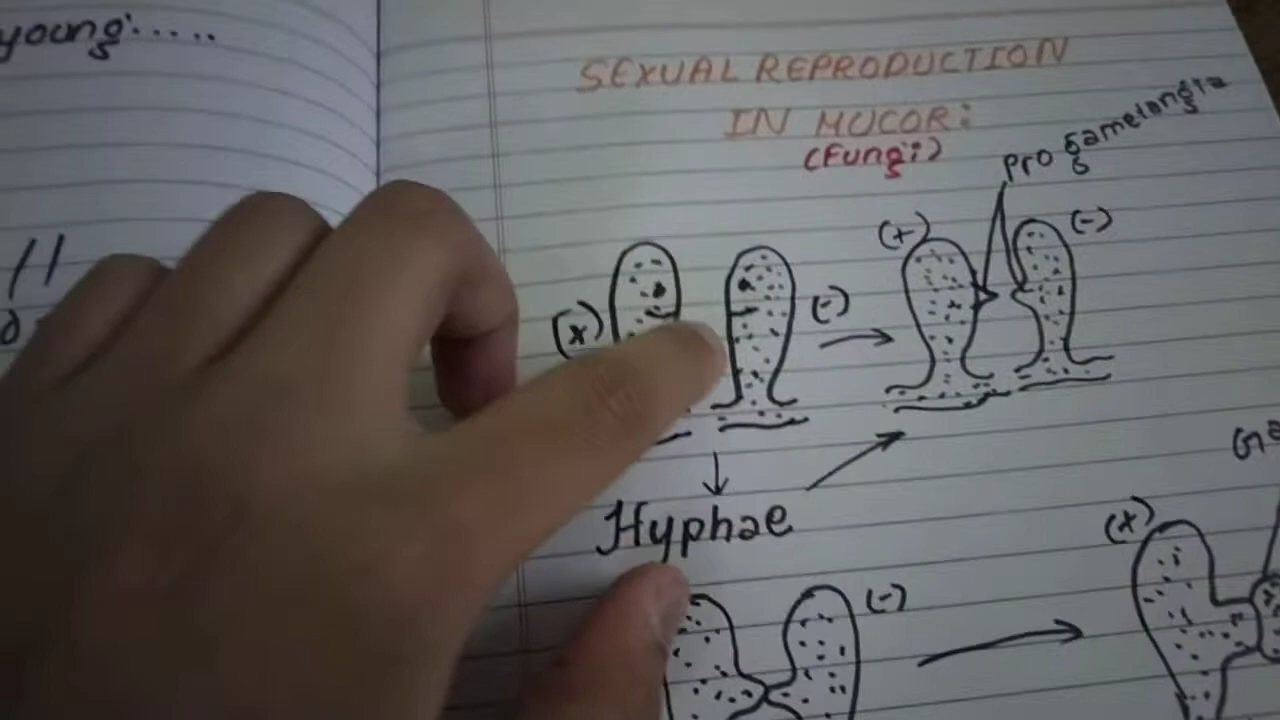 young:.....
SEXUAL REPRODUCTION
IN MUCOR:
(Fungi)
pro gametangia
(+)
(-)
(x)
(-)
Hyphae
(x)
(-)